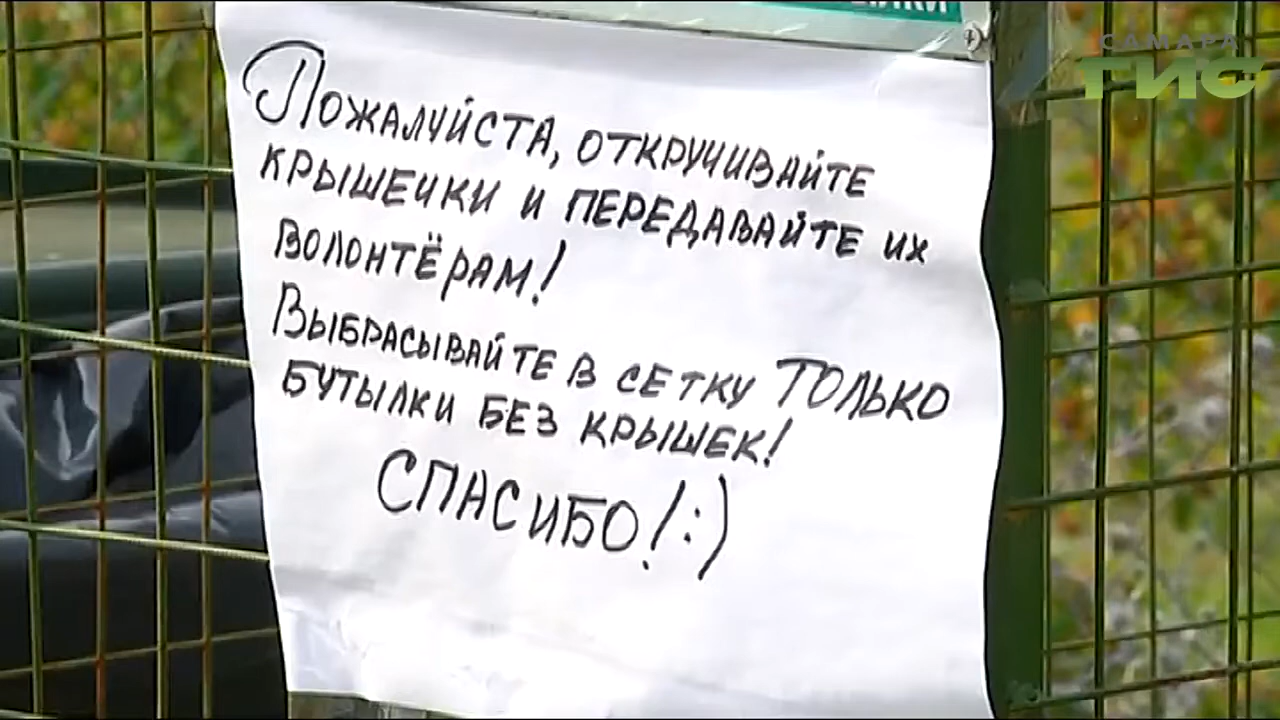 САМАРА
ГИС
Пожалуйста, откручивайте
крышечки и передавайте их
волонтёрам!
Выбрасывайте в сетку ТОЛЬКО
бутылки без крышек!
СПАСИБО! :)